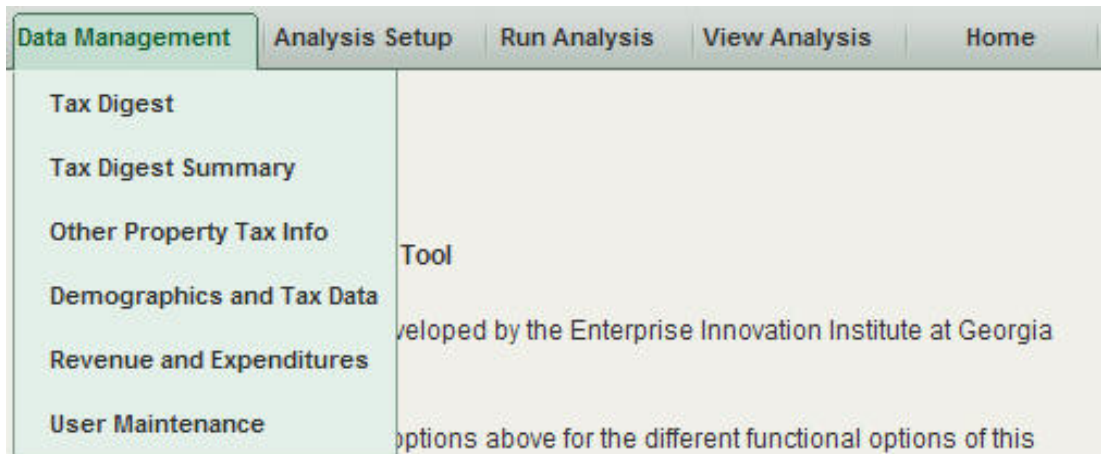 Data Management Analysis Setup Run Analysis View Analysis Home
Tax Digest
Tax Digest Summary
Other Property Tax Info
Tool
Demographics and Tax Data
veloped by the Enterprise Innovation Institute at Georgia
Revenue and Expenditures
User Maintenance
options above for the different functional options of this